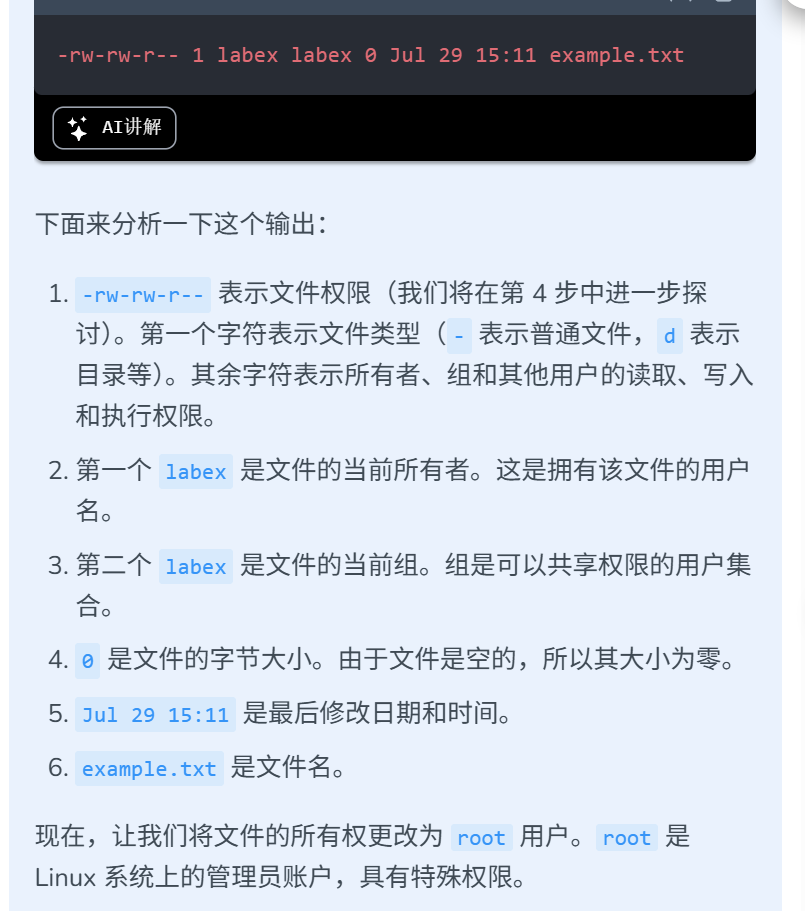 -rw-rw-r-- 1 labex labex 0 Jul 29 15:11 example.txt
AI讲解
下面来分析一下这个输出：
1. -rw-rw-r-- 表示文件权限（我们将在第 4 步中进一步探
讨）。第一个字符表示文件类型（- 表示普通文件，d 表示
目录等）。其余字符表示所有者、组和其他用户的读取、写入
和执行权限。
2. 第一个 labex 是文件的当前所有者。这是拥有该文件的用户
名。
3. 第二个 labex 是文件的当前组。组是可以共享权限的用户集
合。
4. 0 是文件的字节大小。由于文件是空的，所以其大小为零。
5. Jul 29 15:11 是最后修改日期和时间。
6. example.txt 是文件名。
现在，让我们将文件的所有权更改为 root 用户。root 是
Linux 系统上的管理员账户，具有特殊权限。